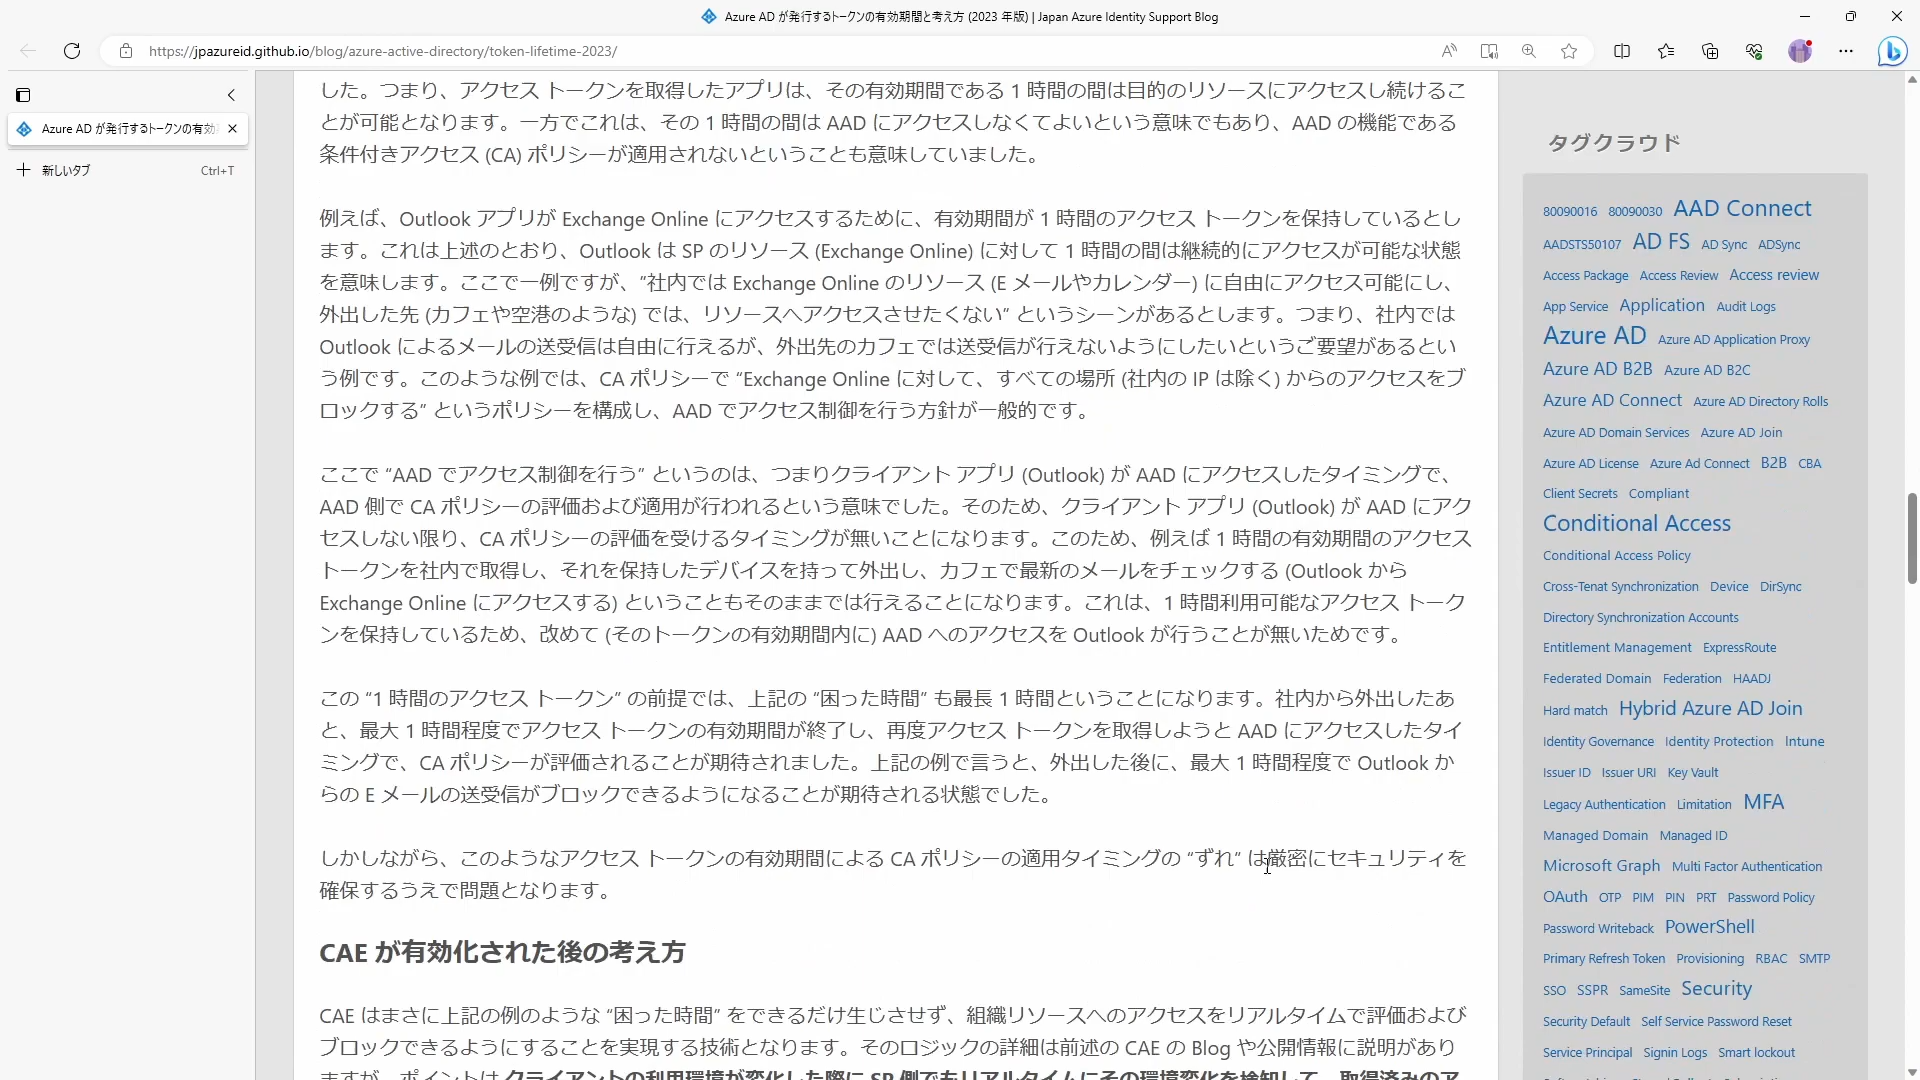 Azure AD が発行するトークンの有効期間と考え方 (2023 年版) | Japan Azure Identity Support Blog
https://jpazureid.github.io/blog/azure-active-directory/token-lifetime-2023/
Azure AD が発行するトークンの有効
新しいタブ Ctrl+T
した。つまり、アクセス トークンを取得したアプリは、その有効期間である 1 時間の間は目的のリソースにアクセスし続けるこ
とが可能となります。一方でこれは、その 1 時間の間は AAD にアクセスしなくてよいという意味でもあり、AAD の機能である
条件付きアクセス (CA) ポリシーが適用されないということも意味していました。
例えば、Outlook アプリが Exchange Online にアクセスするために、有効期間が 1 時間のアクセス トークンを保持しているとし
ます。これは上述のとおり、Outlook は SP のリソース (Exchange Online) に対して 1 時間の間は継続的にアクセスが可能な状態
を意味します。ここで一例ですが、“社内では Exchange Online のリソース (E メールやカレンダー) に自由にアクセス可能にし、
外出した先 (カフェや空港のような) では、リソースへアクセスさせたくない” というシーンがあるとします。つまり、社内では
Outlook によるメールの送受信は自由に行えるが、外出先のカフェでは送受信が行えないようにしたいというご要望があるとい
う例です。このような例では、CA ポリシーで “Exchange Online に対して、すべての場所 (社内の IP は除く) からのアクセスをブ
ロックする” というポリシーを構成し、AAD でアクセス制御を行う方針が一般的です。
ここで “AAD でアクセス制御を行う” というのは、つまりクライアント アプリ (Outlook) が AAD にアクセスしたタイミングで、
AAD 側で CA ポリシーの評価および適用が行われるという意味でした。そのため、クライアント アプリ (Outlook) が AAD にアク
セスしない限り、CA ポリシーの評価を受けるタイミングが無いことになります。このため、例えば 1 時間の有効期間のアクセス
トークンを社内で取得し、それを保持したデバイスを持って外出し、カフェで最新のメールをチェックする (Outlook から
Exchange Online にアクセスする) ということもそのままでは行えることになります。これは、1 時間利用可能なアクセス トーク
ンを保持しているため、改めて (そのトークンの有効期間内に) AAD へのアクセスを Outlook が行うことが無いためです。
この “1 時間のアクセス トークン” の前提では、上記の “困った時間” も最長 1 時間ということになります。社内から外出したあ
と、最大 1 時間程度でアクセス トークンの有効期間が終了し、再度アクセス トークンを取得しようと AAD にアクセスしたタイ
ミングで、CA ポリシーが評価されることが期待されました。上記の例で言うと、外出した後に、最大 1 時間程度で Outlook か
らの E メールの送受信がブロックできるようになることが期待される状態でした。
しかしながら、このようなアクセス トークンの有効期間による CA ポリシーの適用タイミングの “ずれ” は厳密にセキュリティを
確保するうえで問題となります。
CAE が有効化された後の考え方
CAE はまさに上記の例のような “困った時間” をできるだけ生じさせず、組織リソースへのアクセスをリアルタイムで評価および
ブロックできるようにすることを実現する技術となります。そのロジックの詳細は前述の CAE の Blog や公開情報に説明があり
ますが、ポイントは クライアントの利用環境が変化した際に SP 側でもリアルタイムにその環境変化を検知して、取得済みのア
タグクラウド
80090016 80090030 AAD Connect
AADSTS50107 AD FS AD Sync ADSync
Access Package Access Review Access review
App Service Application Audit Logs
Azure AD Azure AD Application Proxy
Azure AD B2B Azure AD B2C
Azure AD Connect Azure AD Directory Rolls
Azure AD Domain Services Azure AD Join
Azure AD License Azure Ad Connect B2B CBA
Client Secrets Compliant
Conditional Access
Conditional Access Policy
Cross-Tenat Synchronization Device DirSync
Directory Synchronization Accounts
Entitlement Management ExpressRoute
Federated Domain Federation HAADJ
Hard match Hybrid Azure AD Join
Identity Governance Identity Protection Intune
Issuer ID Issuer URI Key Vault
Legacy Authentication Limitation MFA
Managed Domain Managed ID
Microsoft Graph Multi Factor Authentication
OAuth OTP PIM PIN PRT Password Policy
Password Writeback PowerShell
Primary Refresh Token Provisioning RBAC SMTP
SSO SSPR SameSite Security
Security Default Self Service Password Reset
Service Principal Signin Logs Smart lockout